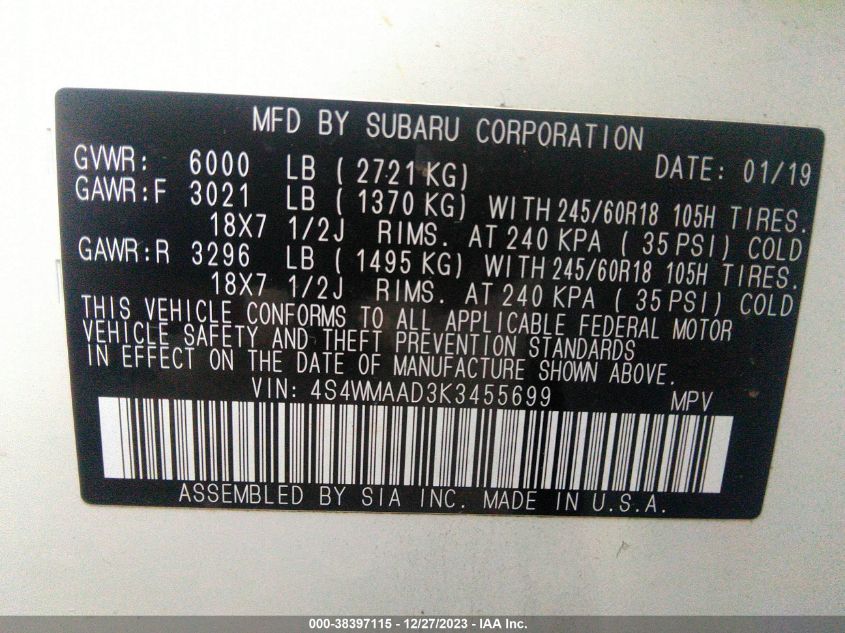 MFD BY SUBARU CORPORATION
GVWR: 6000 LB ( 2721 KG) DATE: 01/19
GAWR:F 3021 LB ( 1370 KG) WITH 245/60R18 105H TIRES.
18X7 1/2J RIMS. AT 240 KPA ( 35 PSI) COLD
GAWR:R 3296 LB ( 1495 KG) WITH 245/60R18 105H TIRES.
18X7 1/2J RIMS. AT 240 KPA ( 35 PSI) COLD
THIS VEHICLE CONFORMS TO ALL APPLICABLE FEDERAL MOTOR
VEHICLE SAFETY AND THEFT PREVENTION STANDARDS
IN EFFECT ON THE DATE OF MANUFACTURE SHOWN ABOVE.
VIN: 4S4WMAAD3K3455699 MPV
ASSEMBLED BY SIA INC. MADE IN U.S.A.
000-38397115 - 12/27/2023 - IAA Inc.